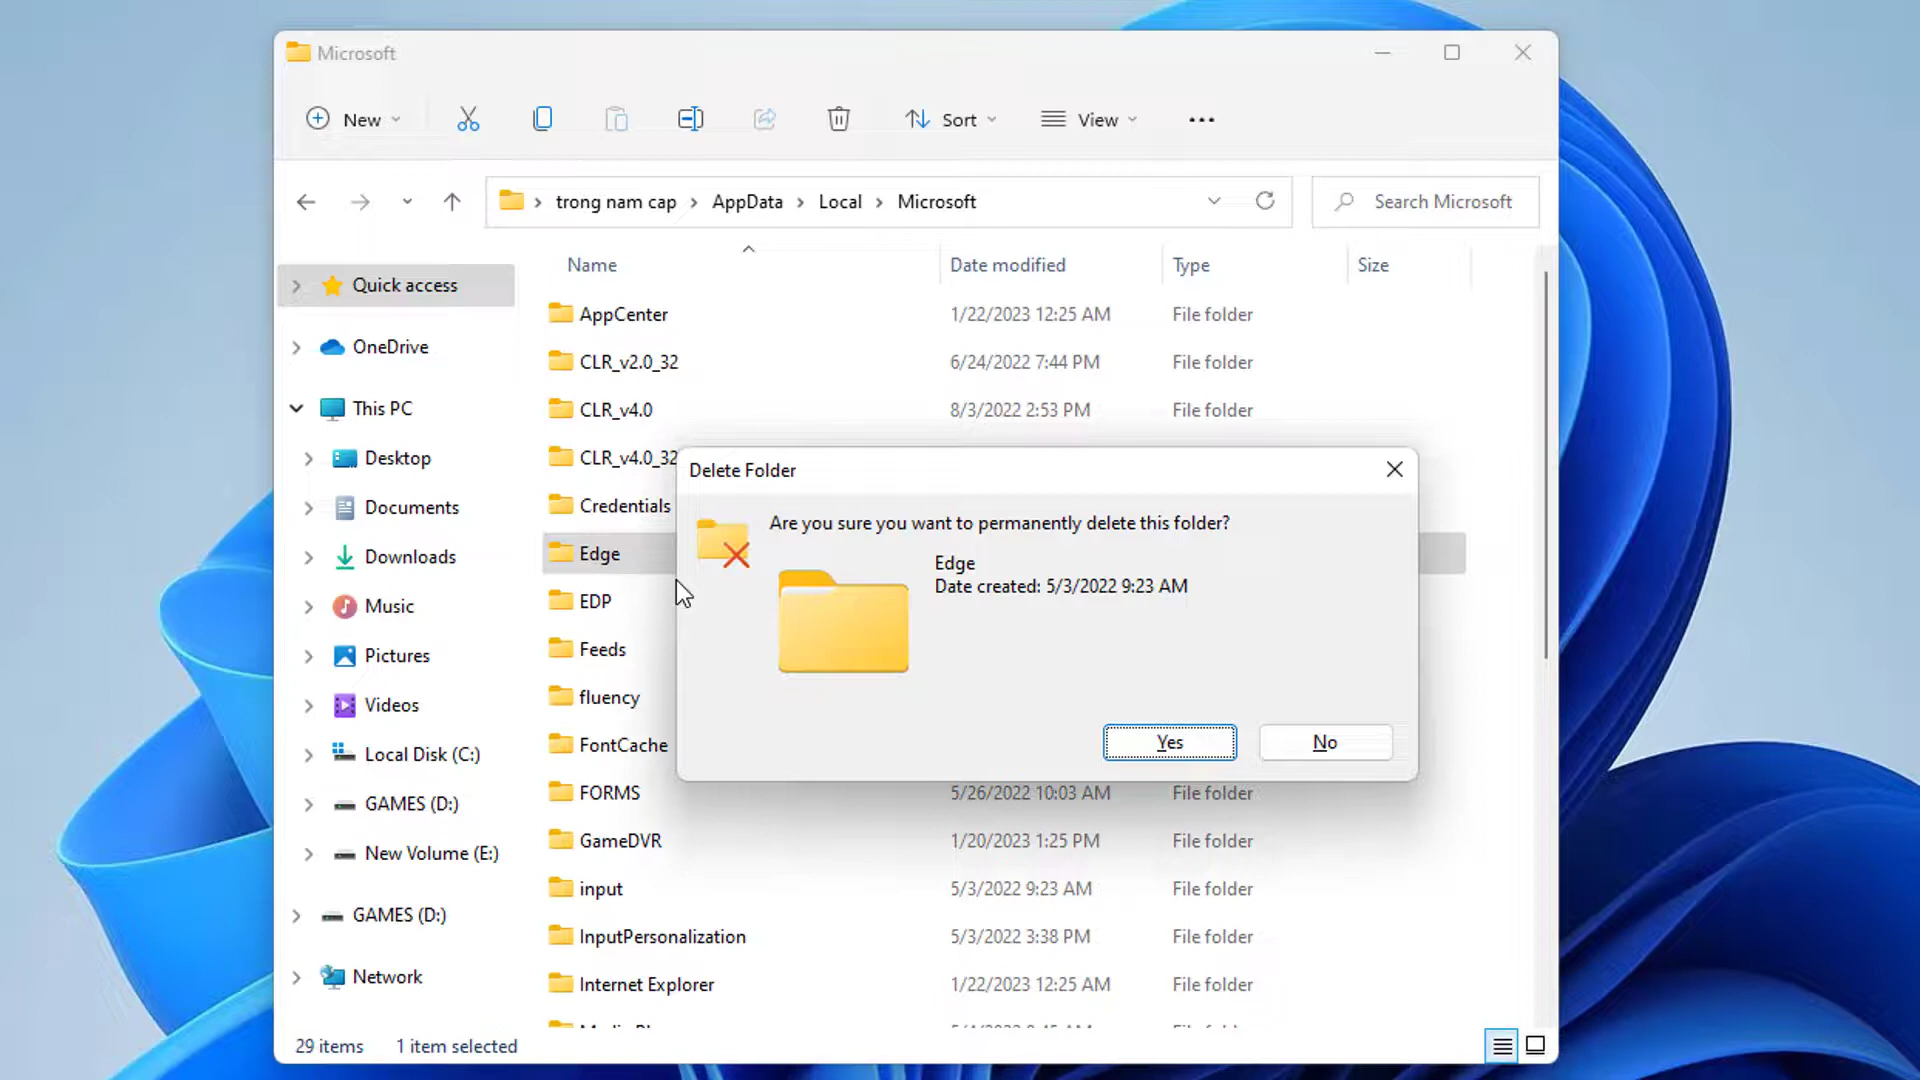 Microsoft
New
Sort
View
trong nam cap
AppData
Local
Microsoft
Search Microsoft
Name
Date modified
Type
Size
Quick access
OneDrive
This PC
Desktop
Documents
Downloads
Music
Pictures
Videos
Local Disk (C:)
GAMES (D:)
New Volume (E:)
GAMES (D:)
Network
AppCenter 1/22/2023 12:25 AM File folder
CLR_v2.0_32 6/24/2022 7:44 PM File folder
CLR_v4.0 8/3/2022 2:53 PM File folder
CLR_v4.0_32
Credentials
Edge
EDP
Feeds
fluency
FontCache
FORMS 5/26/2022 10:03 AM File folder
GameDVR 1/20/2023 1:25 PM File folder
input 5/3/2022 9:23 AM File folder
InputPersonalization 5/3/2022 3:38 PM File folder
Internet Explorer 1/22/2023 12:25 AM File folder
Delete Folder
Are you sure you want to permanently delete this folder?
Edge
Date created: 5/3/2022 9:23 AM
Yes
No
29 items
1 item selected